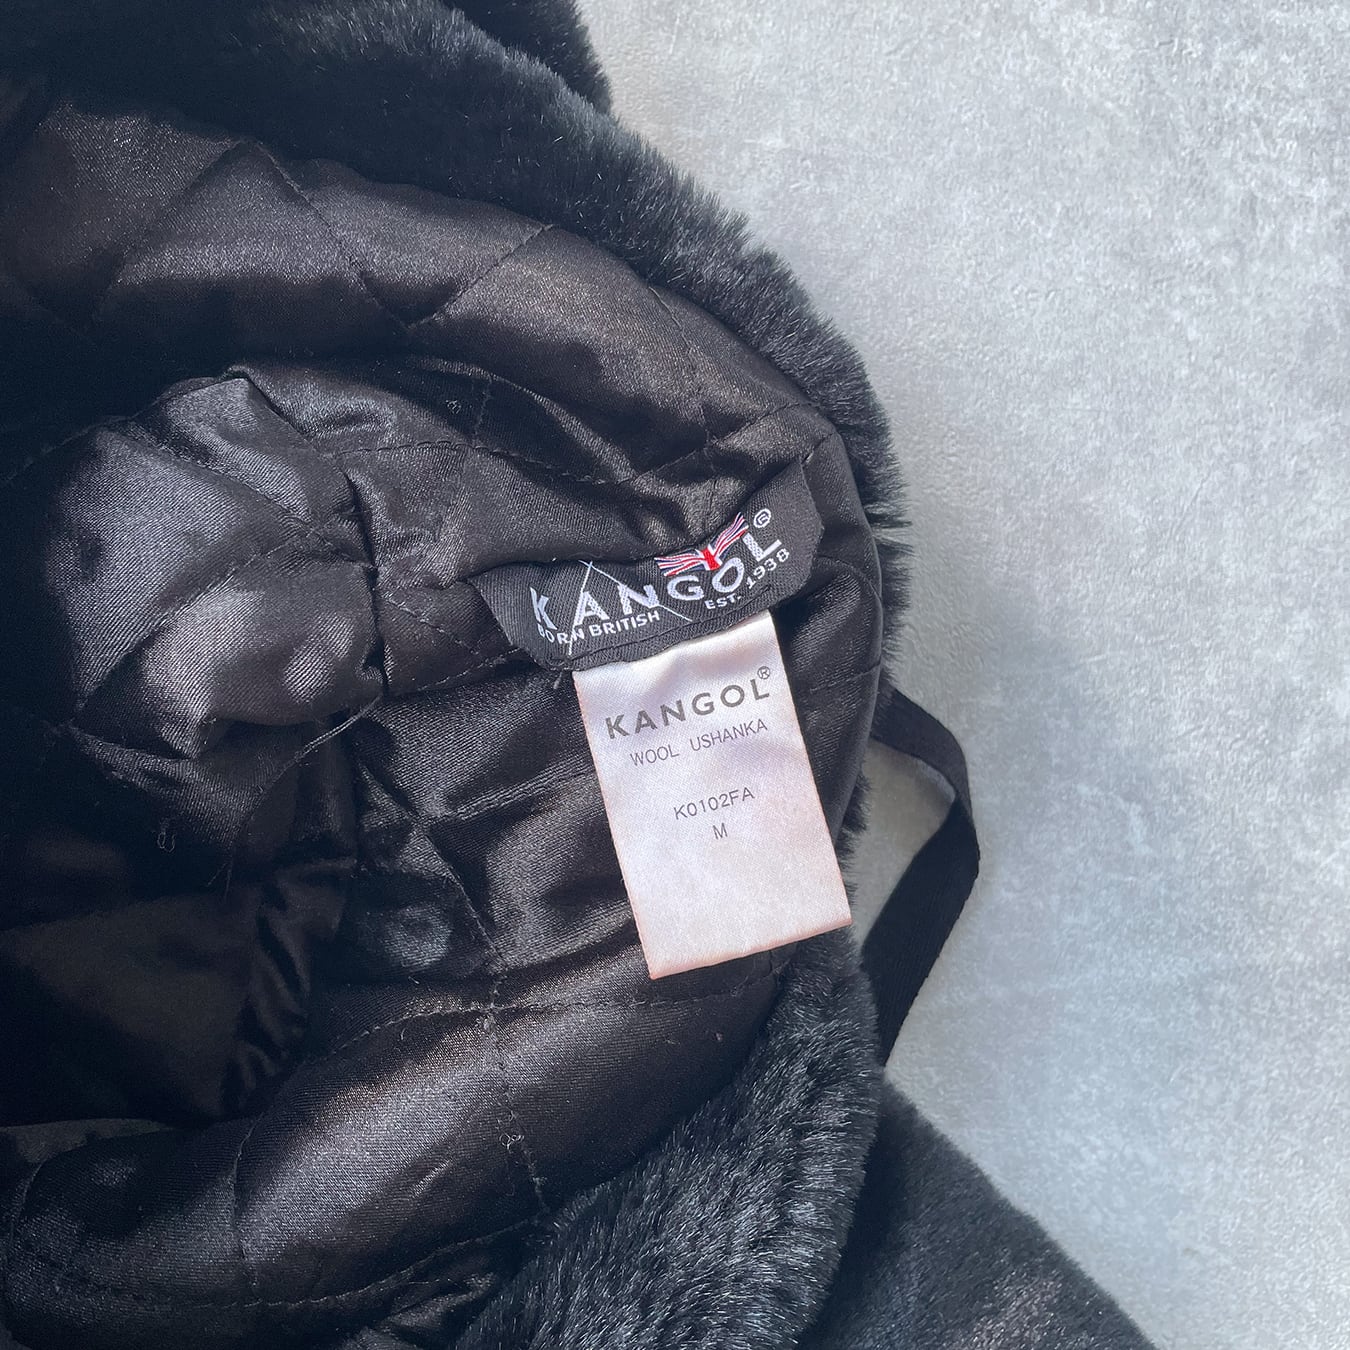 KANGOL®
BORN BRITISH EST. 1938
KANGOL®
WOOL USHANKA
K0102FA
M